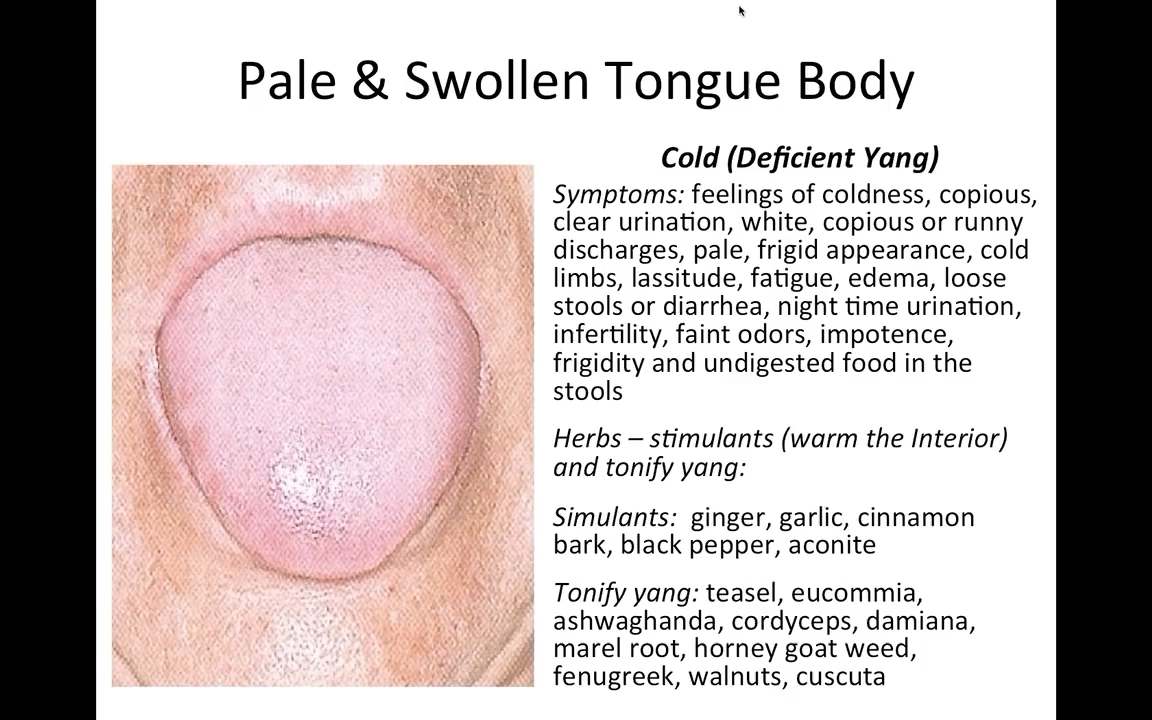 Pale & Swollen Tongue Body
Cold (Deficient Yang)
Symptoms: feelings of coldness, copious,
clear urination, white, copious or runny
discharges, pale, frigid appearance, cold
limbs, lassitude, fatigue, edema, loose
stools or diarrhea, night time urination,
infertility, faint odors, impotence,
frigidity and undigested food in the
stools
Herbs – stimulants (warm the Interior)
and tonify yang:
Simulants: ginger, garlic, cinnamon
bark, black pepper, aconite
Tonify yang: teasel, eucommia,
ashwaghanda, cordyceps, damiana,
marel root, horney goat weed,
fenugreek, walnuts, cuscuta